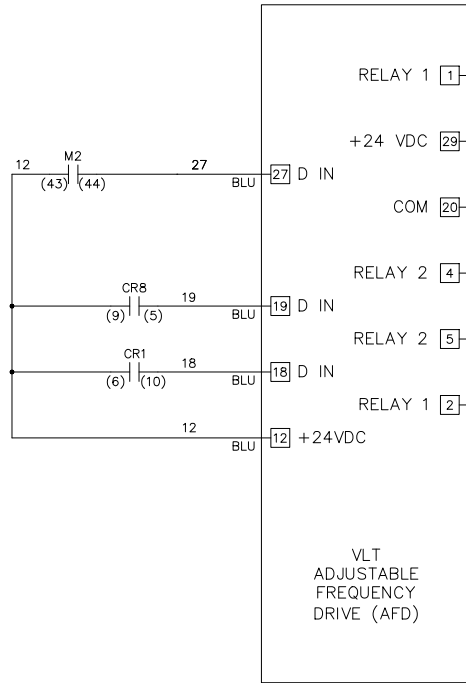 RELAY 1 1
+24 VDC 29
M2
12 27
(43) (44) BLU 27 D IN
COM 20
RELAY 2 4
CR8
19
(9) (5) BLU 19 D IN
RELAY 2 5
CR1
18
(6) (10) BLU 18 D IN
RELAY 1 2
12
BLU 12 +24VDC
VLT
ADJUSTABLE
FREQUENCY
DRIVE (AFD)